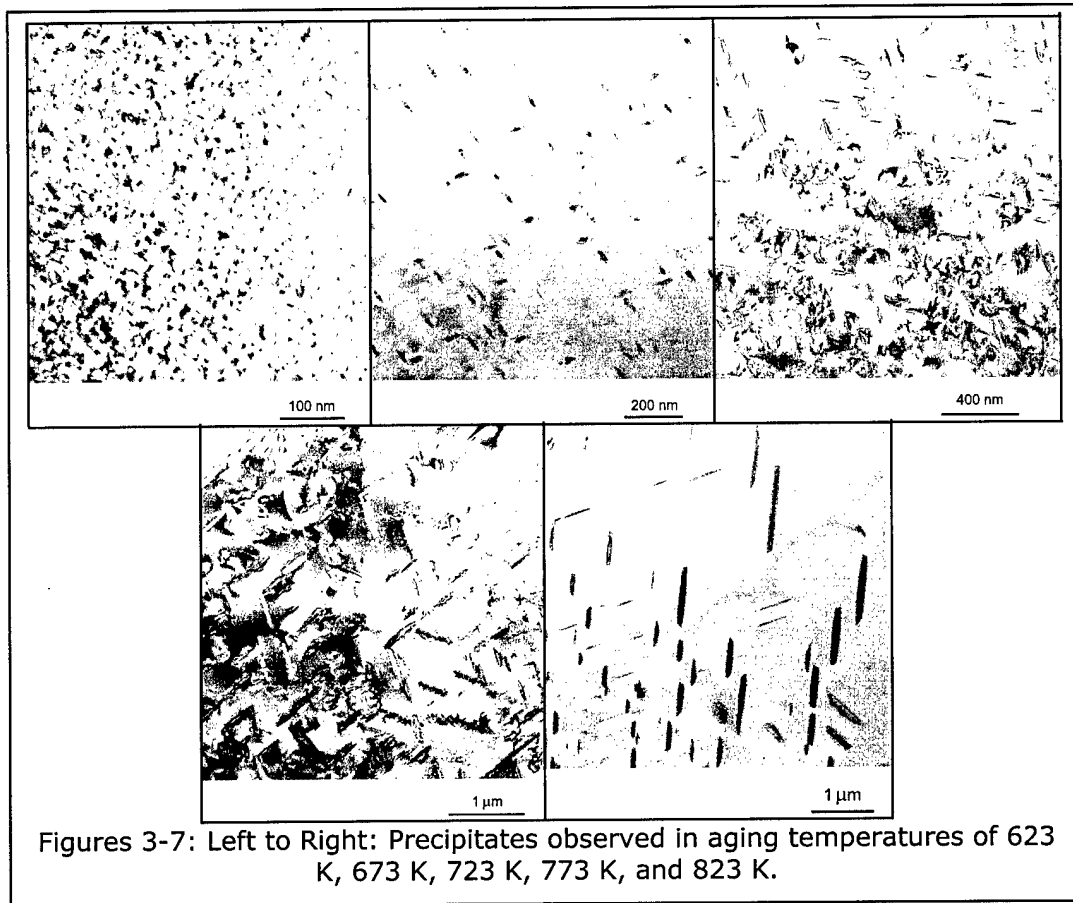 100 nm
200 nm
400 nm
1 μm
1 μm
Figures 3-7: Left to Right: Precipitates observed in aging temperatures of 623
K, 673 K, 723 K, 773 K, and 823 K.